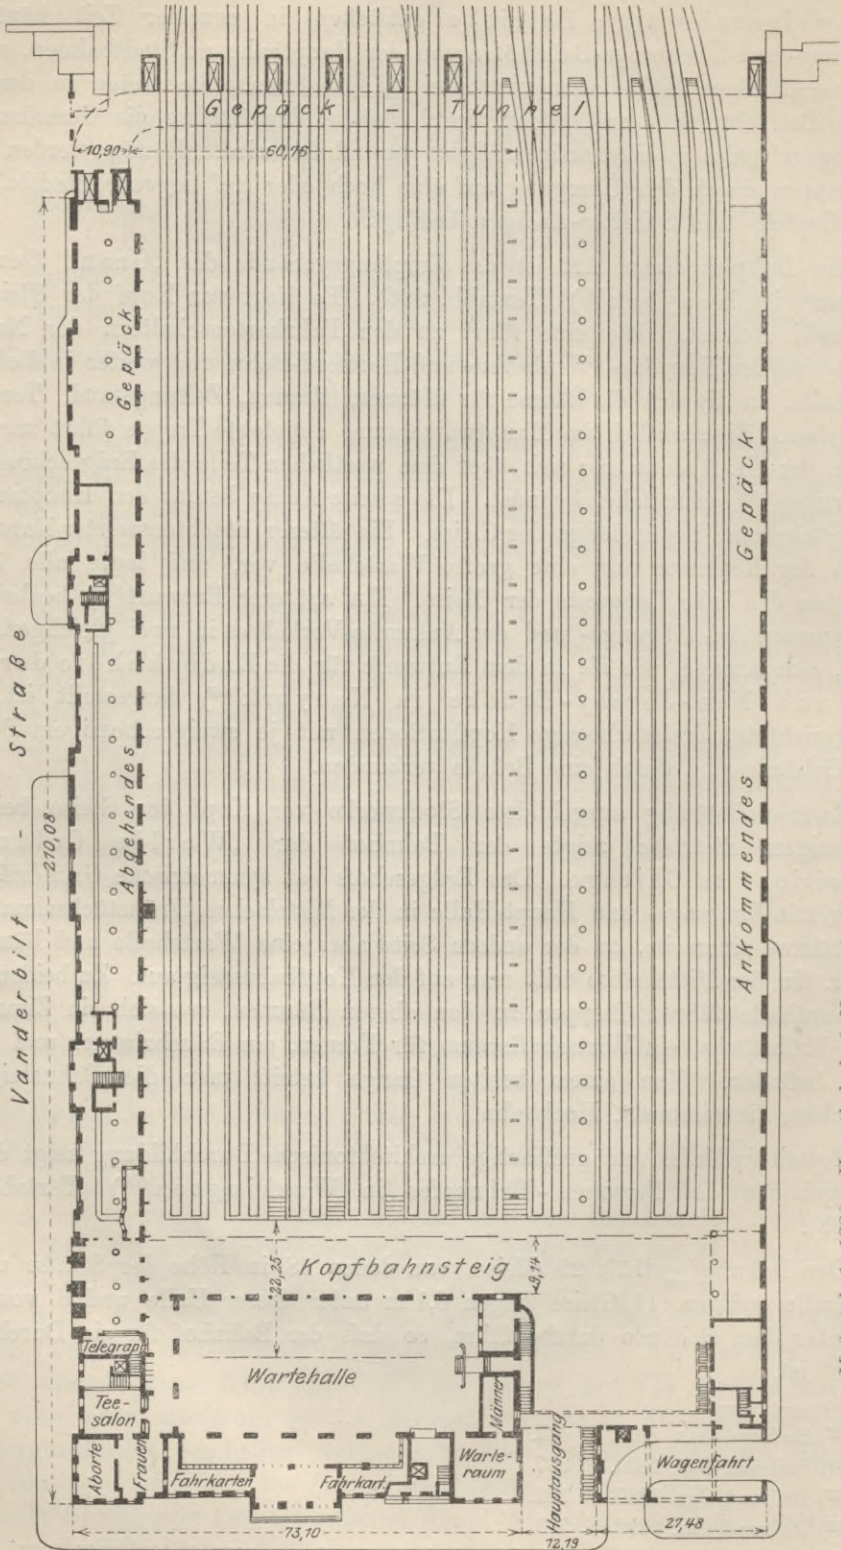 Gepäck - Tunnel
10,90
60,76
Gepäck
Abgehendes
Vanderbilt - Straße
210,08
Gepäck
Ankommendes
Kopfbahnsteig
22,25
9,14
Telegrap
Wartehalle
Tee-
salon
Männer
Aborte
Frauen
Fahrkarten
Fahrkart.
Warte-
raum
Hauptausgang
Wagenfahrt
73,10
12,19
27,48